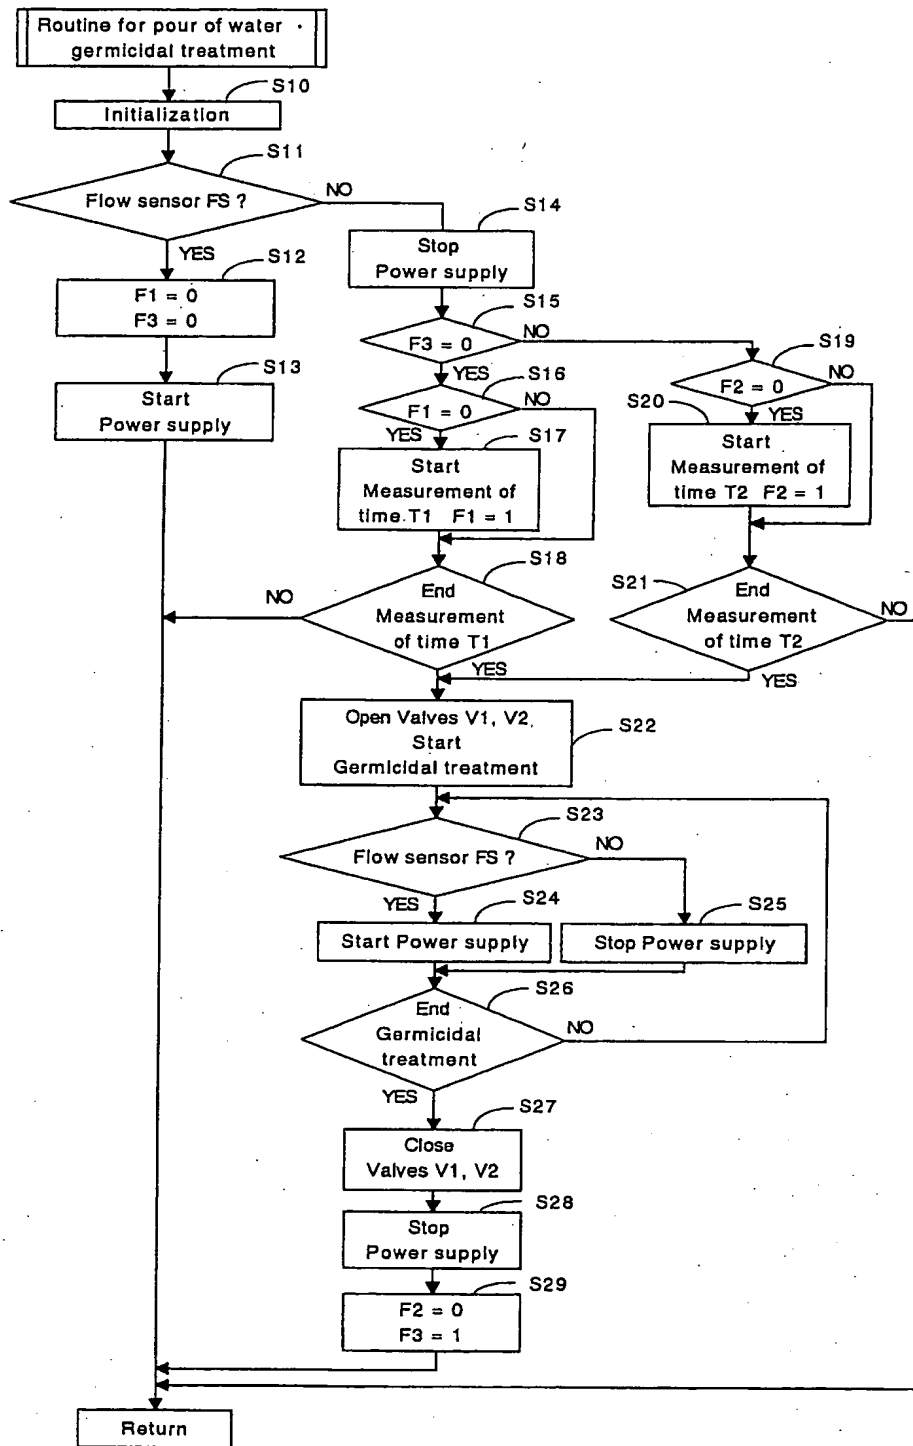 Routine for pour of water
germicidal treatment
S10
Initialization
S11
Flow sensor FS ?
NO
YES
S12
F1 = 0
F3 = 0
S13
Start
Power supply
S14
Stop
Power supply
S15
F3 = 0
NO
YES
S16
F1 = 0
NO
YES
S17
Start
Measurement of
time T1 F1 = 1
S18
End
Measurement
of time T1
NO
YES
S19
F2 = 0
NO
YES
S20
Start
Measurement of
time T2 F2 = 1
S21
End
Measurement
of time T2
NO
YES
S22
Open Valves V1, V2
Start
Germicidal treatment
S23
Flow sensor FS ?
NO
YES
S24
Start Power supply
S25
Stop Power supply
S26
End
Germicidal
treatment
NO
YES
S27
Close
Valves V1, V2
S28
Stop
Power supply
S29
F2 = 0
F3 = 1
Return